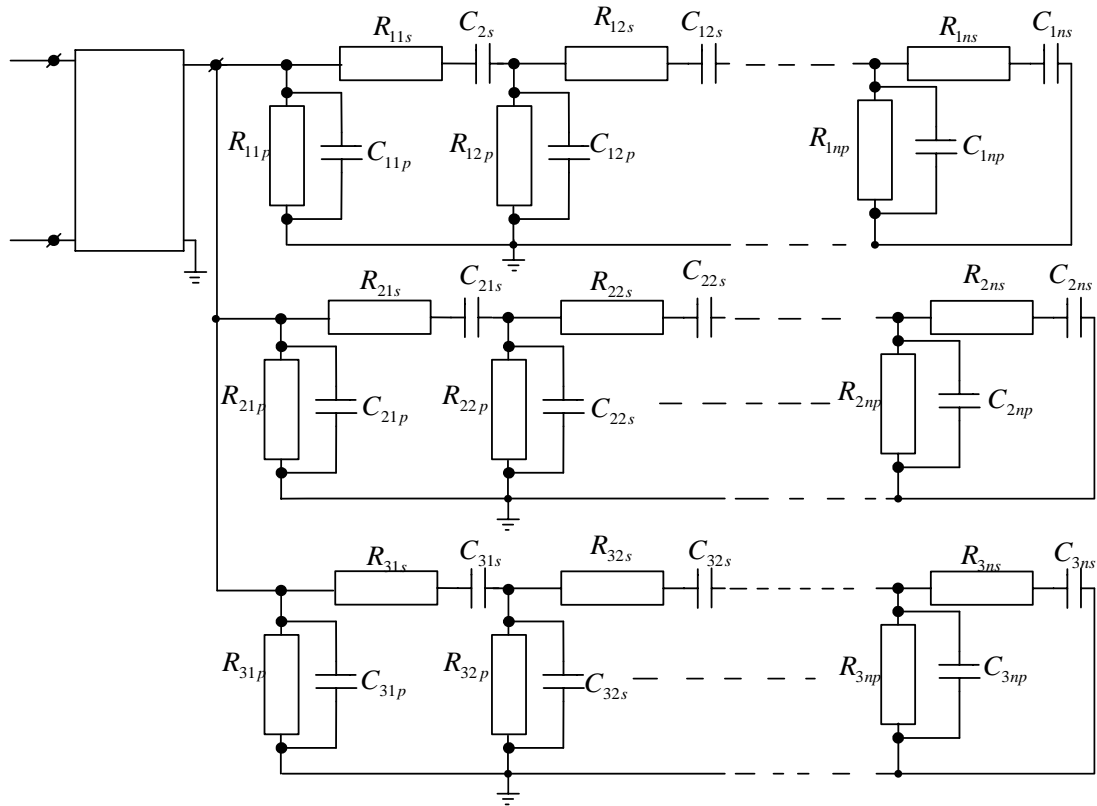 R11s C2s R12s C12s R1ns C1ns
R11p C11p R12p C12p R1np C1np
R21s C21s R22s C22s R2ns C2ns
R21p C21p R22p C22s R2np C2np
R31s C31s R32s C32s R3ns C3ns
R31p C31p R32p C32s R3np C3np